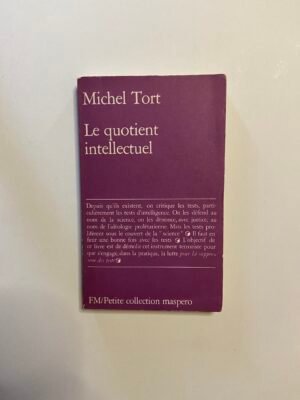 Michel Tort
Le quotient
intellectuel
Depuis qu'ils existent, on critique les tests, parti-
culièrement les tests d'intelligence. On les défend au
nom de la science, on les dénonce, avec justice, au
nom de l'idéologie prolétarienne. Mais les tests pro-
lifèrent sous le couvert de la "science" Il faut en
finir une bonne fois avec les tests L'objectif de
ce livre est de démolir cet instrument terroriste pour
que s'engage, dans la pratique, la lutte pour la suppres-
sion des tests
FM/Petite collection maspero